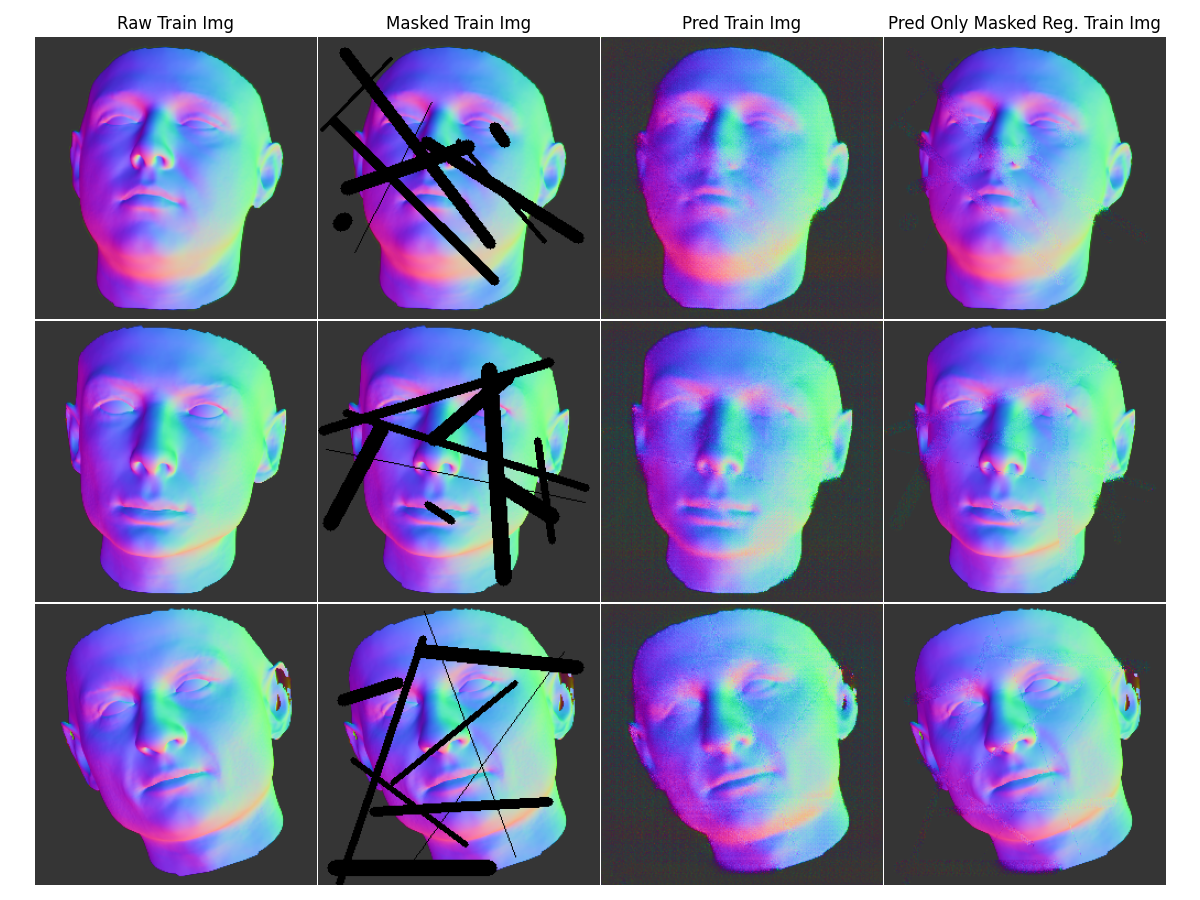 Raw Train Img
Masked Train Img
Pred Train Img
Pred Only Masked Reg. Train Img